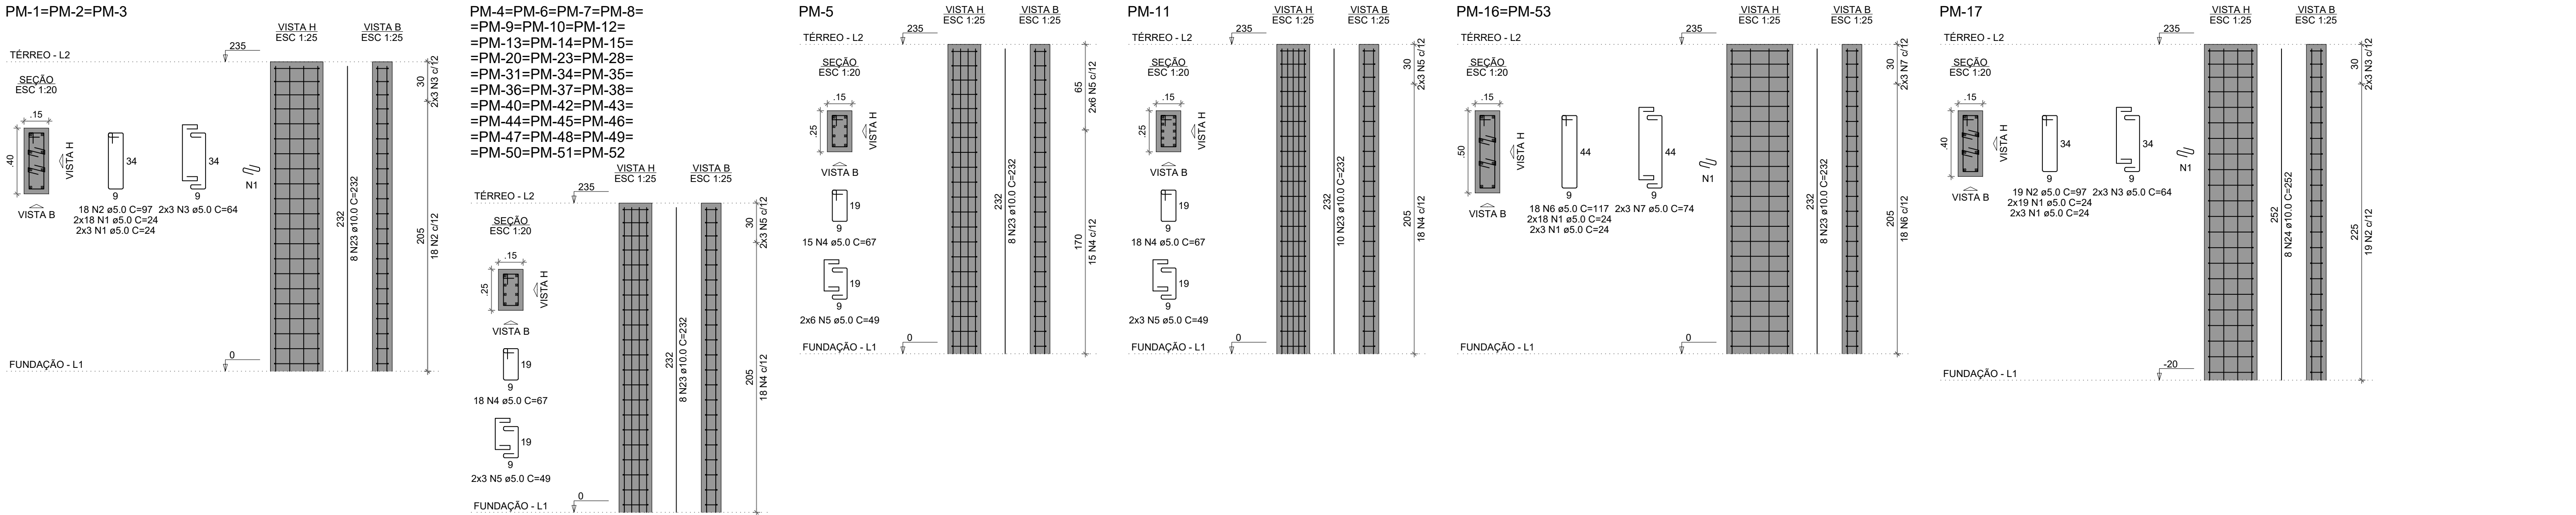 PM-1=PM-2=PM-3
VISTA H
ESC 1:25
VISTA B
ESC 1:25
TÉRREO - L2
235
SEÇÃO
ESC 1:20
.15
.40
VISTA H
VISTA B
34
9
18 N2 ø5.0 C=97
2x18 N1 ø5.0 C=24
2x3 N1 ø5.0 C=24
34
9
2x3 N3 ø5.0 C=64
N1
232
8 N23 ø10.0 C=232
30
2x3 N3 c/12
205
18 N2 c/12
0
FUNDAÇÃO - L1
PM-4=PM-6=PM-7=PM-8=
=PM-9=PM-10=PM-12=
=PM-13=PM-14=PM-15=
=PM-20=PM-23=PM-28=
=PM-31=PM-34=PM-35=
=PM-36=PM-37=PM-38=
=PM-40=PM-42=PM-43=
=PM-44=PM-45=PM-46=
=PM-47=PM-48=PM-49=
=PM-50=PM-51=PM-52
VISTA H
ESC 1:25
VISTA B
ESC 1:25
TÉRREO - L2
235
SEÇÃO
ESC 1:20
.15
.25
VISTA H
VISTA B
19
9
18 N4 ø5.0 C=67
19
9
2x3 N5 ø5.0 C=49
232
8 N23 ø10.0 C=232
30
2x3 N5 c/12
205
18 N4 c/12
0
FUNDAÇÃO - L1
PM-5
VISTA H
ESC 1:25
VISTA B
ESC 1:25
TÉRREO - L2
235
SEÇÃO
ESC 1:20
.15
.25
VISTA H
VISTA B
19
9
15 N4 ø5.0 C=67
19
9
2x6 N5 ø5.0 C=49
232
8 N23 ø10.0 C=232
65
2x6 N5 c/12
170
15 N4 c/12
0
FUNDAÇÃO - L1
PM-11
VISTA H
ESC 1:25
VISTA B
ESC 1:25
TÉRREO - L2
235
SEÇÃO
ESC 1:20
.15
.25
VISTA H
VISTA B
19
9
18 N4 ø5.0 C=67
19
9
2x3 N5 ø5.0 C=49
232
10 N23 ø10.0 C=232
30
2x3 N5 c/12
205
18 N4 c/12
0
FUNDAÇÃO - L1
PM-16=PM-53
VISTA H
ESC 1:25
VISTA B
ESC 1:25
TÉRREO - L2
235
SEÇÃO
ESC 1:20
.15
.50
VISTA H
VISTA B
44
9
18 N6 ø5.0 C=117
2x18 N1 ø5.0 C=24
2x3 N1 ø5.0 C=24
44
9
2x3 N7 ø5.0 C=74
N1
232
8 N23 ø10.0 C=232
30
2x3 N7 c/12
205
18 N6 c/12
0
FUNDAÇÃO - L1
PM-17
VISTA H
ESC 1:25
VISTA B
ESC 1:25
TÉRREO - L2
235
SEÇÃO
ESC 1:20
.15
.40
VISTA H
VISTA B
34
9
19 N2 ø5.0 C=97
2x19 N1 ø5.0 C=24
2x3 N1 ø5.0 C=24
34
9
2x3 N3 ø5.0 C=64
N1
252
8 N24 ø10.0 C=252
30
2x3 N3 c/12
225
19 N2 c/12
-20
FUNDAÇÃO - L1